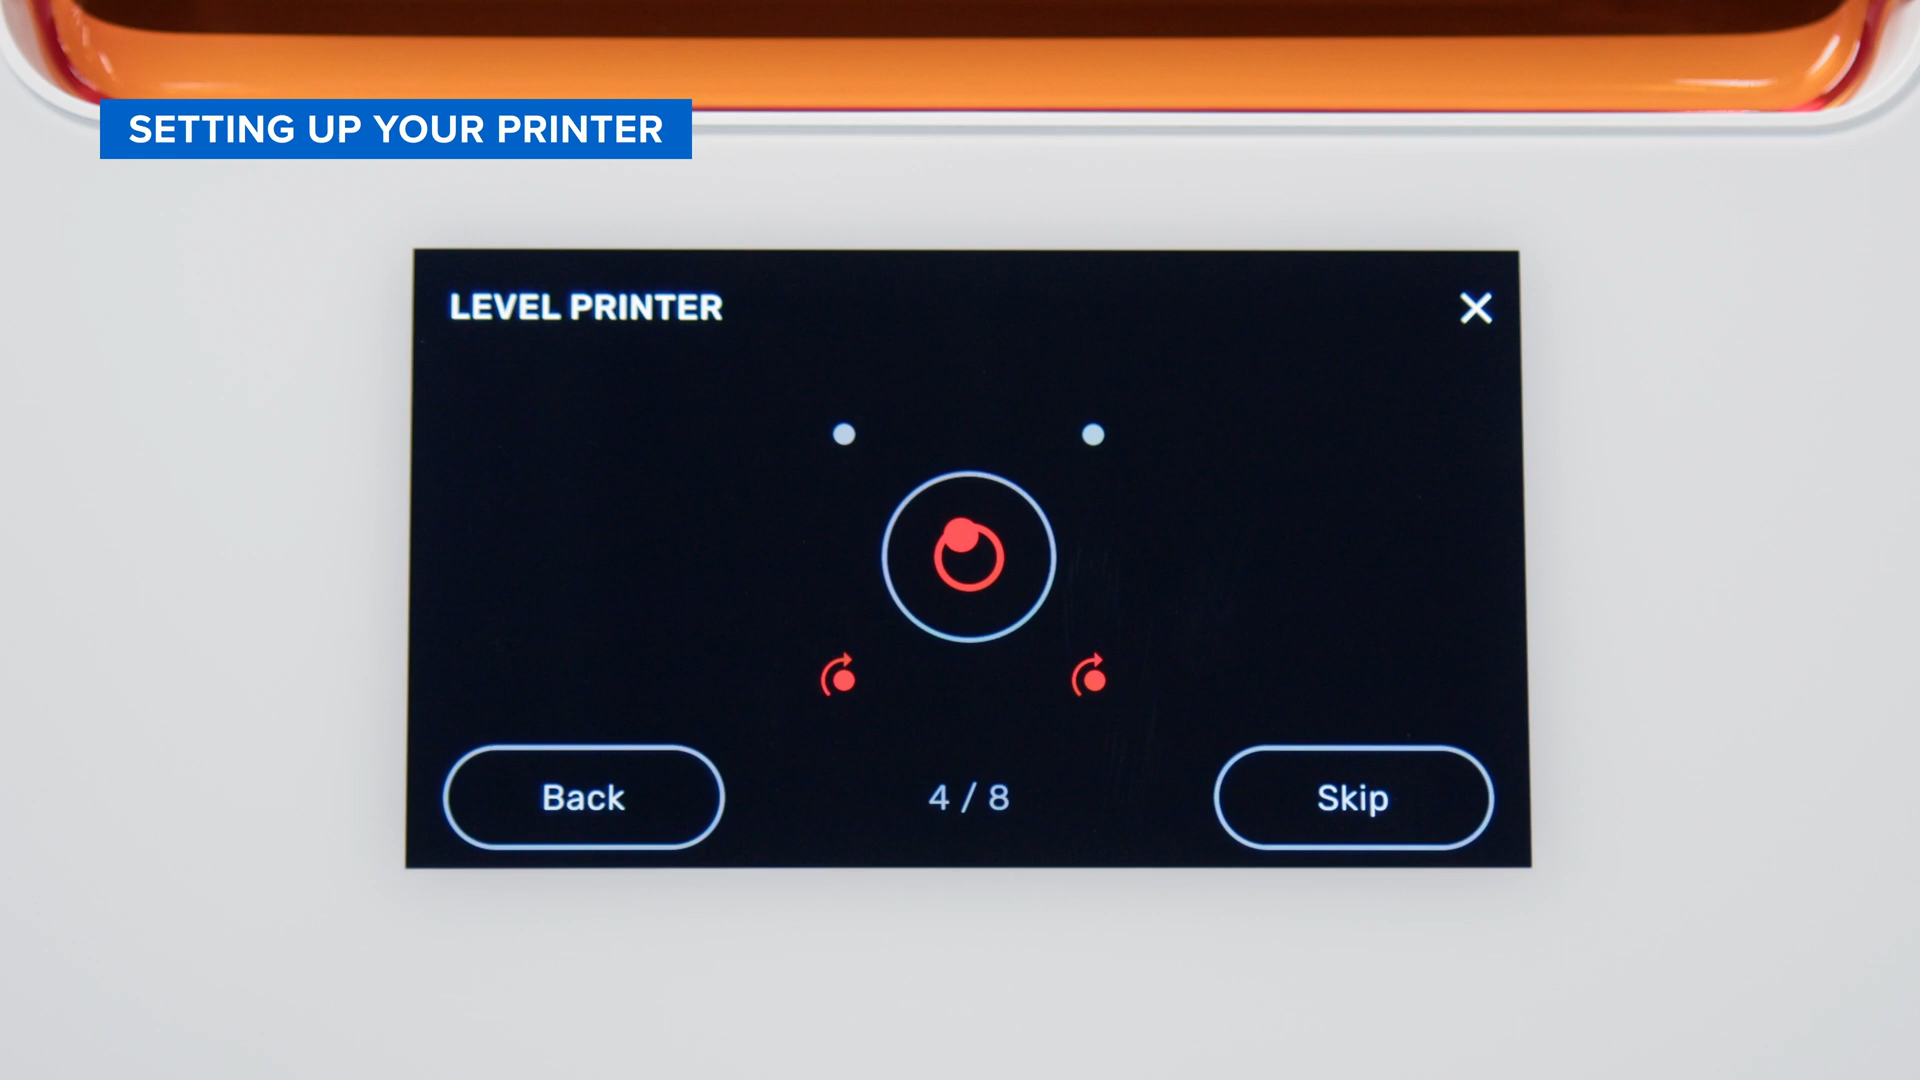 SETTING UP YOUR PRINTER
LEVEL PRINTER
Back
4 / 8
Skip